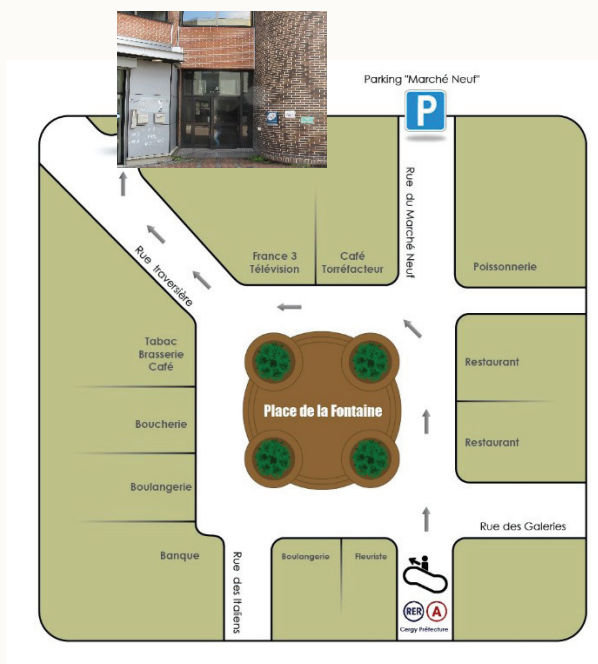 Parking "Marché Neuf"
P
Rue du Marché Neuf
France 3
Télévision
Café
Torréfacteur
Poissonnerie
Rue traversière
Tabac
Brasserie
Café
Restaurant
Place de la Fontaine
Boucherie
Restaurant
Boulangerie
Rue des Galeries
Banque
Rue des Italiens
Boulangerie
Fleuriste
RER A
Cergy Préfecture